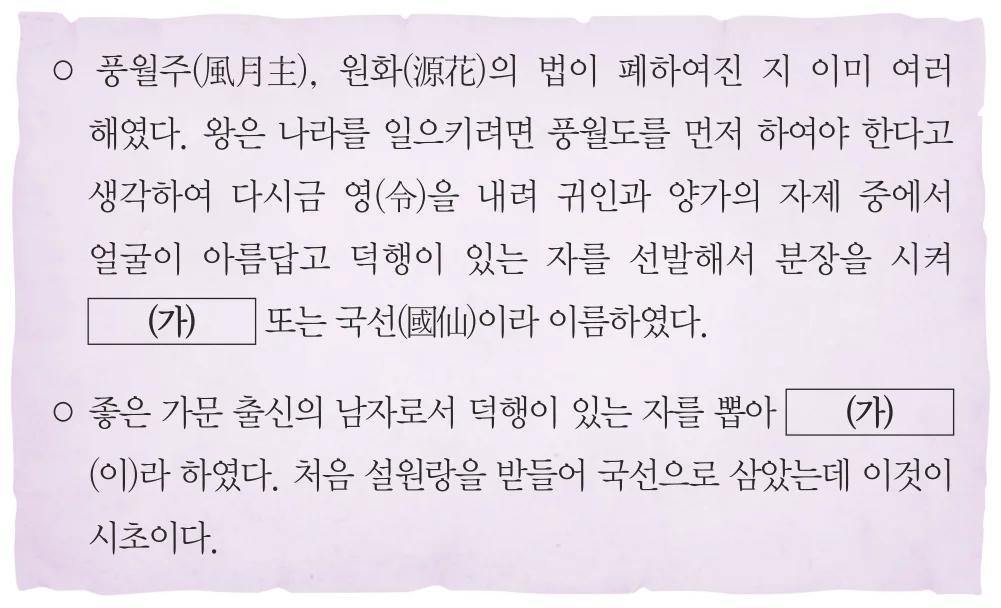 ○ 풍월주(風月主), 원화(源花)의 법이 폐하여진 지 이미 여러
해였다. 왕은 나라를 일으키려면 풍월도를 먼저 하여야 한다고
생각하여 다시금 영(令)을 내려 귀인과 양가의 자제 중에서
얼굴이 아름답고 덕행이 있는 자를 선발해서 분장을 시켜
(가) 또는 국선(國仙)이라 이름하였다.
○ 좋은 가문 출신의 남자로서 덕행이 있는 자를 뽑아 (가)
(이)라 하였다. 처음 설원랑을 받들어 국선으로 삼았는데 이것이
시초이다.